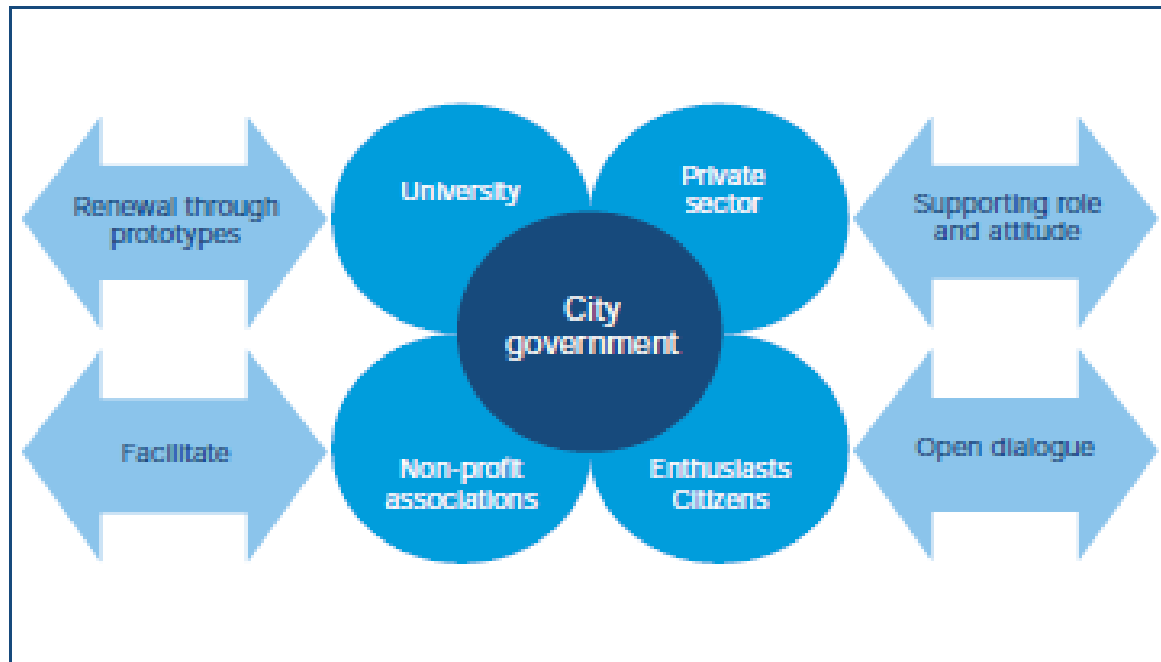 University
Private
sector
Renewal through
prototypes
Supporting role
and attitude
City
government
Facilitate
Non-profit
associations
Enthusiasts
Citizens
Open dialogue